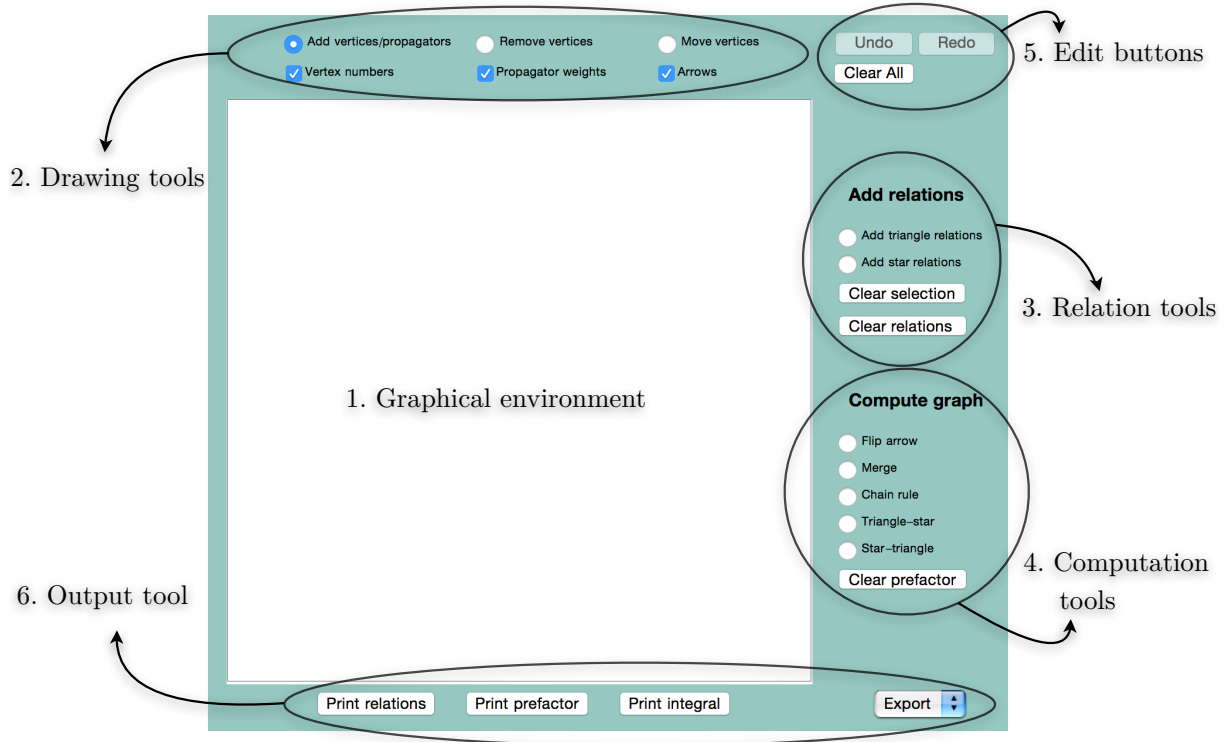 Add vertices/propagators Remove vertices Move vertices
Vertex numbers Propagator weights Arrows
Undo Redo
Clear All
5. Edit buttons
2. Drawing tools
Add relations
Add triangle relations
Add star relations
Clear selection
Clear relations
3. Relation tools
1. Graphical environment
Compute graph
Flip arrow
Merge
Chain rule
Triangle–star
Star–triangle
Clear prefactor
4. Computation
tools
6. Output tool
Print relations Print prefactor Print integral Export